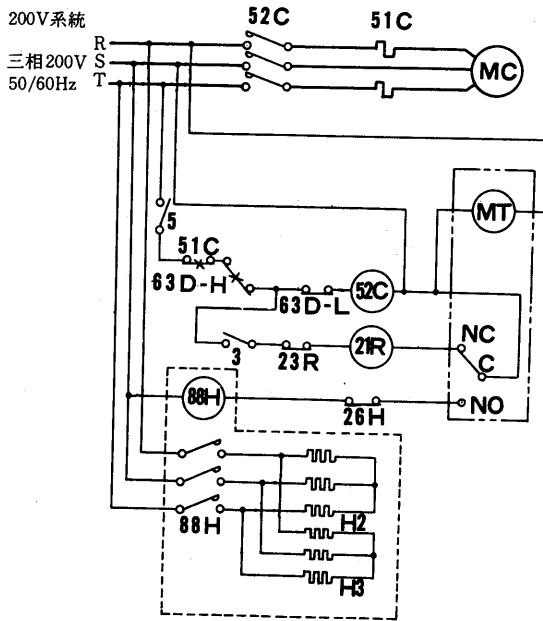 200V系統
52C
51C
R
三相200V S
50/60Hz T
MC
5
MT
51C
63D-H
63D-L
52C
3
23R
21R
NC
C
88H
26H
NO
88H
H2
H3